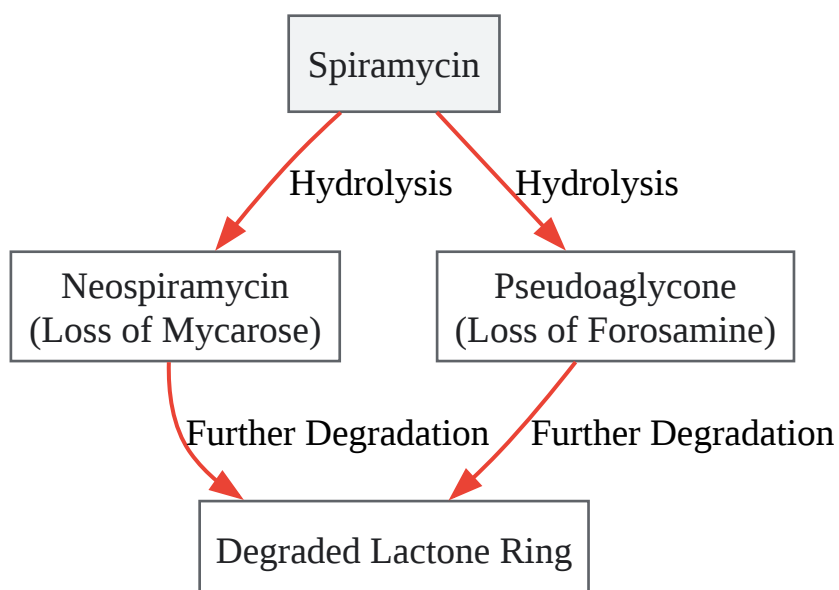 Spiramycin
Hydrolysis
Hydrolysis
Neospiramycin
(Loss of Mycarose)
Pseudoaglycone
(Loss of Forosamine)
Further Degradation
Further Degradation
Degraded Lactone Ring